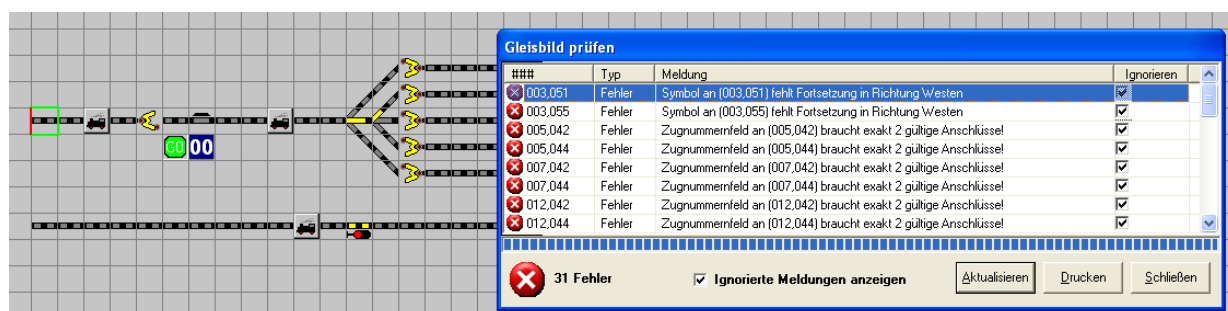 Gleisbild prüfen
### Typ Meldung Ignorieren
003,051 Fehler Symbol an (003,051) fehlt Fortsetzung in Richtung Westen
003,055 Fehler Symbol an (003,055) fehlt Fortsetzung in Richtung Westen
005,042 Fehler Zugnummernfeld an (005,042) braucht exakt 2 gültige Anschlüsse!
005,044 Fehler Zugnummernfeld an (005,044) braucht exakt 2 gültige Anschlüsse!
007,042 Fehler Zugnummernfeld an (007,042) braucht exakt 2 gültige Anschlüsse!
007,044 Fehler Zugnummernfeld an (007,044) braucht exakt 2 gültige Anschlüsse!
012,042 Fehler Zugnummernfeld an (012,042) braucht exakt 2 gültige Anschlüsse!
012,044 Fehler Zugnummernfeld an (012,044) braucht exakt 2 gültige Anschlüsse!
GO 00
31 Fehler Ignorierte Meldungen anzeigen Aktualisieren Drucken Schließen